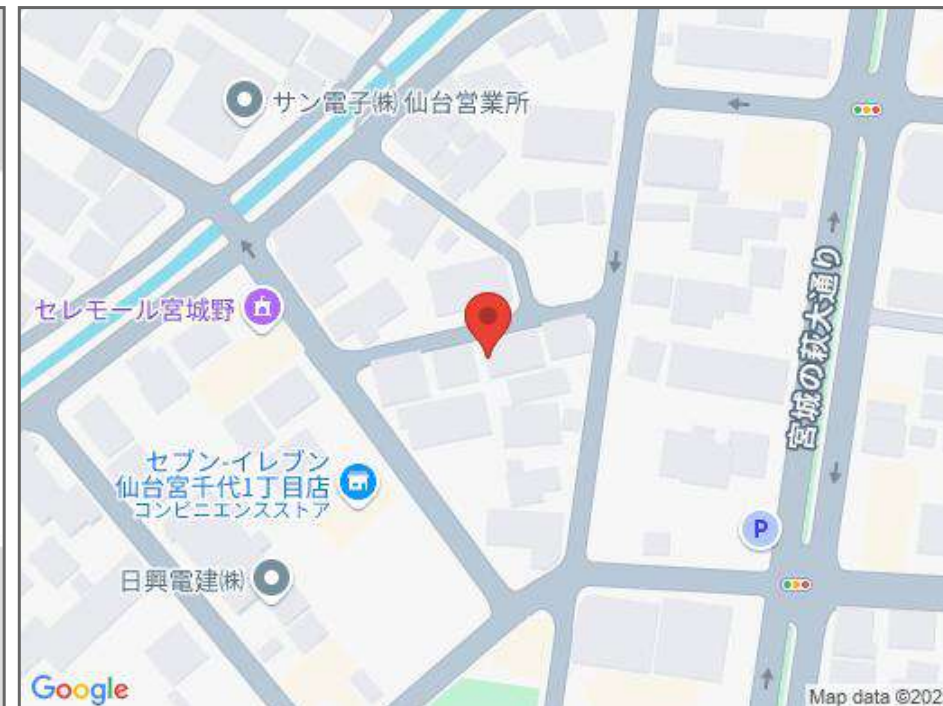 サン電子㈱ 仙台営業所
セレモール宮城野
宮城の萩大通り
セブン-イレブン
仙台宮千代1丁目店
コンビニエンスストア
P
日興電建㈱
Google
Map data ©202